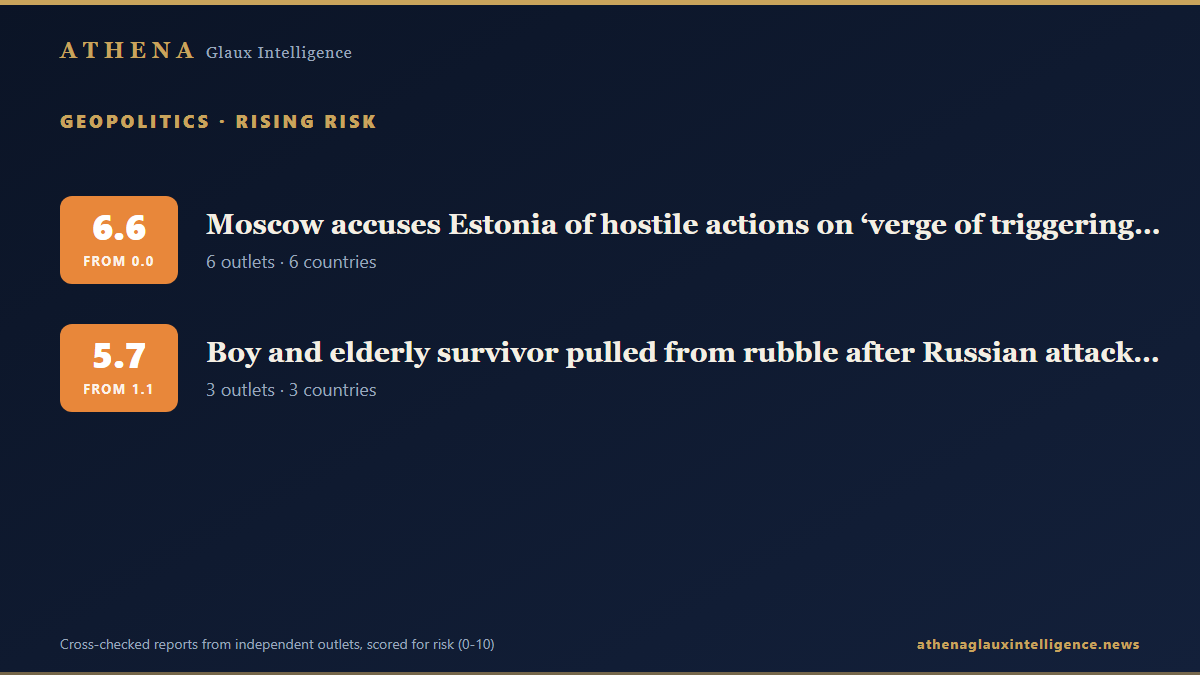 ATHENA Glaux Intelligence
GEOPOLITICS · RISING RISK
6.6
FROM 0.0
Moscow accuses Estonia of hostile actions on ‘verge of triggering...
6 outlets · 6 countries
5.7
FROM 1.1
Boy and elderly survivor pulled from rubble after Russian attack...
3 outlets · 3 countries
Cross-checked reports from independent outlets, scored for risk (0-10)
athenaglauxintelligence.news